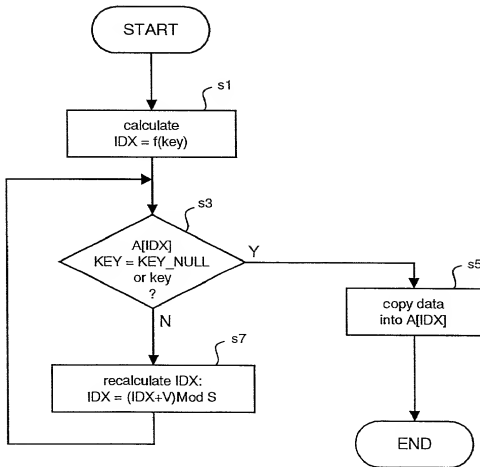 START
s1
calculate
IDX = f(key)
s3
A[IDX]
KEY = KEY_NULL
or key
?
Y
N
s5
copy data
into A[IDX]
s7
recalculate IDX:
IDX = (IDX+V)Mod S
END